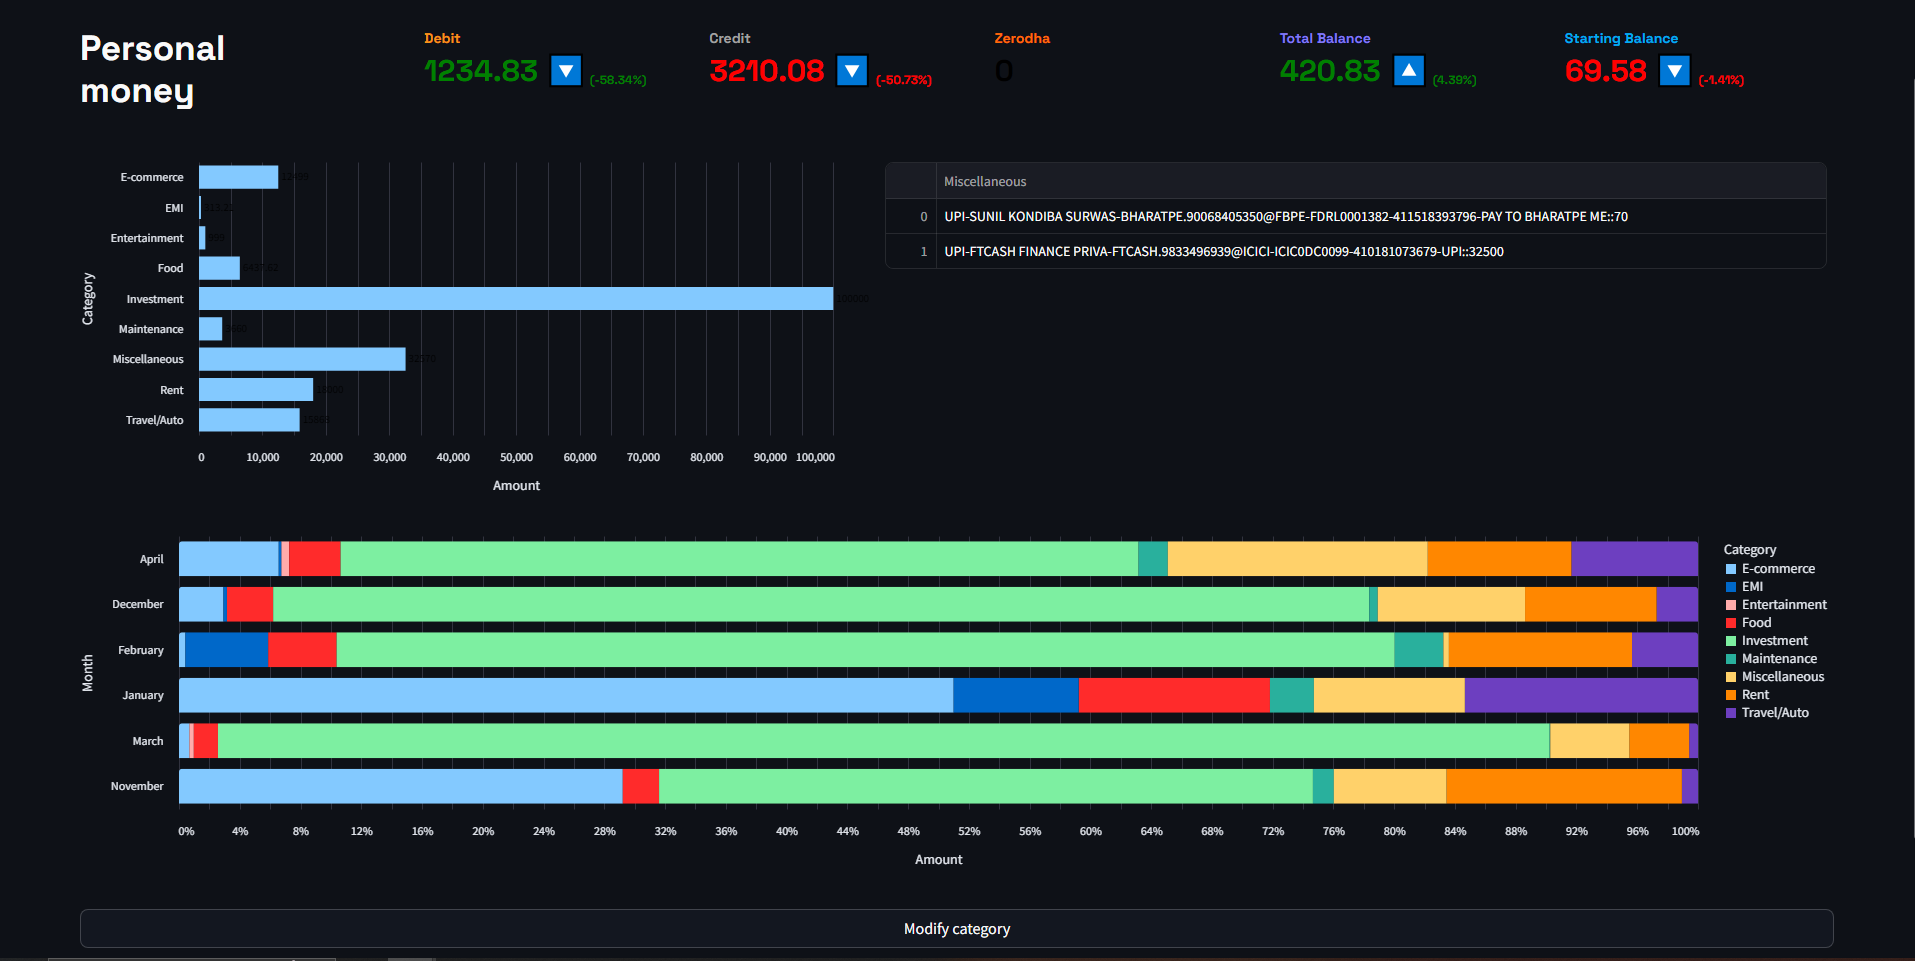 Personal
money
Debit
1234.83 (-58.34%)
Credit
3210.08 (-50.73%)
Zerodha
0
Total Balance
420.83 (4.39%)
Starting Balance
69.58 (-1.41%)
Category
E-commerce
EMI
Entertainment
Food
Investment 100000
Maintenance
Miscellaneous 32570
Rent 18000
Travel/Auto
0 10,000 20,000 30,000 40,000 50,000 60,000 70,000 80,000 90,000 100,000
Amount
Miscellaneous
0 UPI-SUNIL KONDIBA SURWAS-BHARATPE.90068405350@FBPE-FDRL0001382-411518393796-PAY TO BHARATPE ME::70
1 UPI-FTCASH FINANCE PRIVA-FTCASH.9833496939@ICICI-ICIC0DC0099-410181073679-UPI::32500
Month
April
December
February
January
March
November
0% 4% 8% 12% 16% 20% 24% 28% 32% 36% 40% 44% 48% 52% 56% 60% 64% 68% 72% 76% 80% 84% 88% 92% 96% 100%
Amount
Category
E-commerce
EMI
Entertainment
Food
Investment
Maintenance
Miscellaneous
Rent
Travel/Auto
Modify category